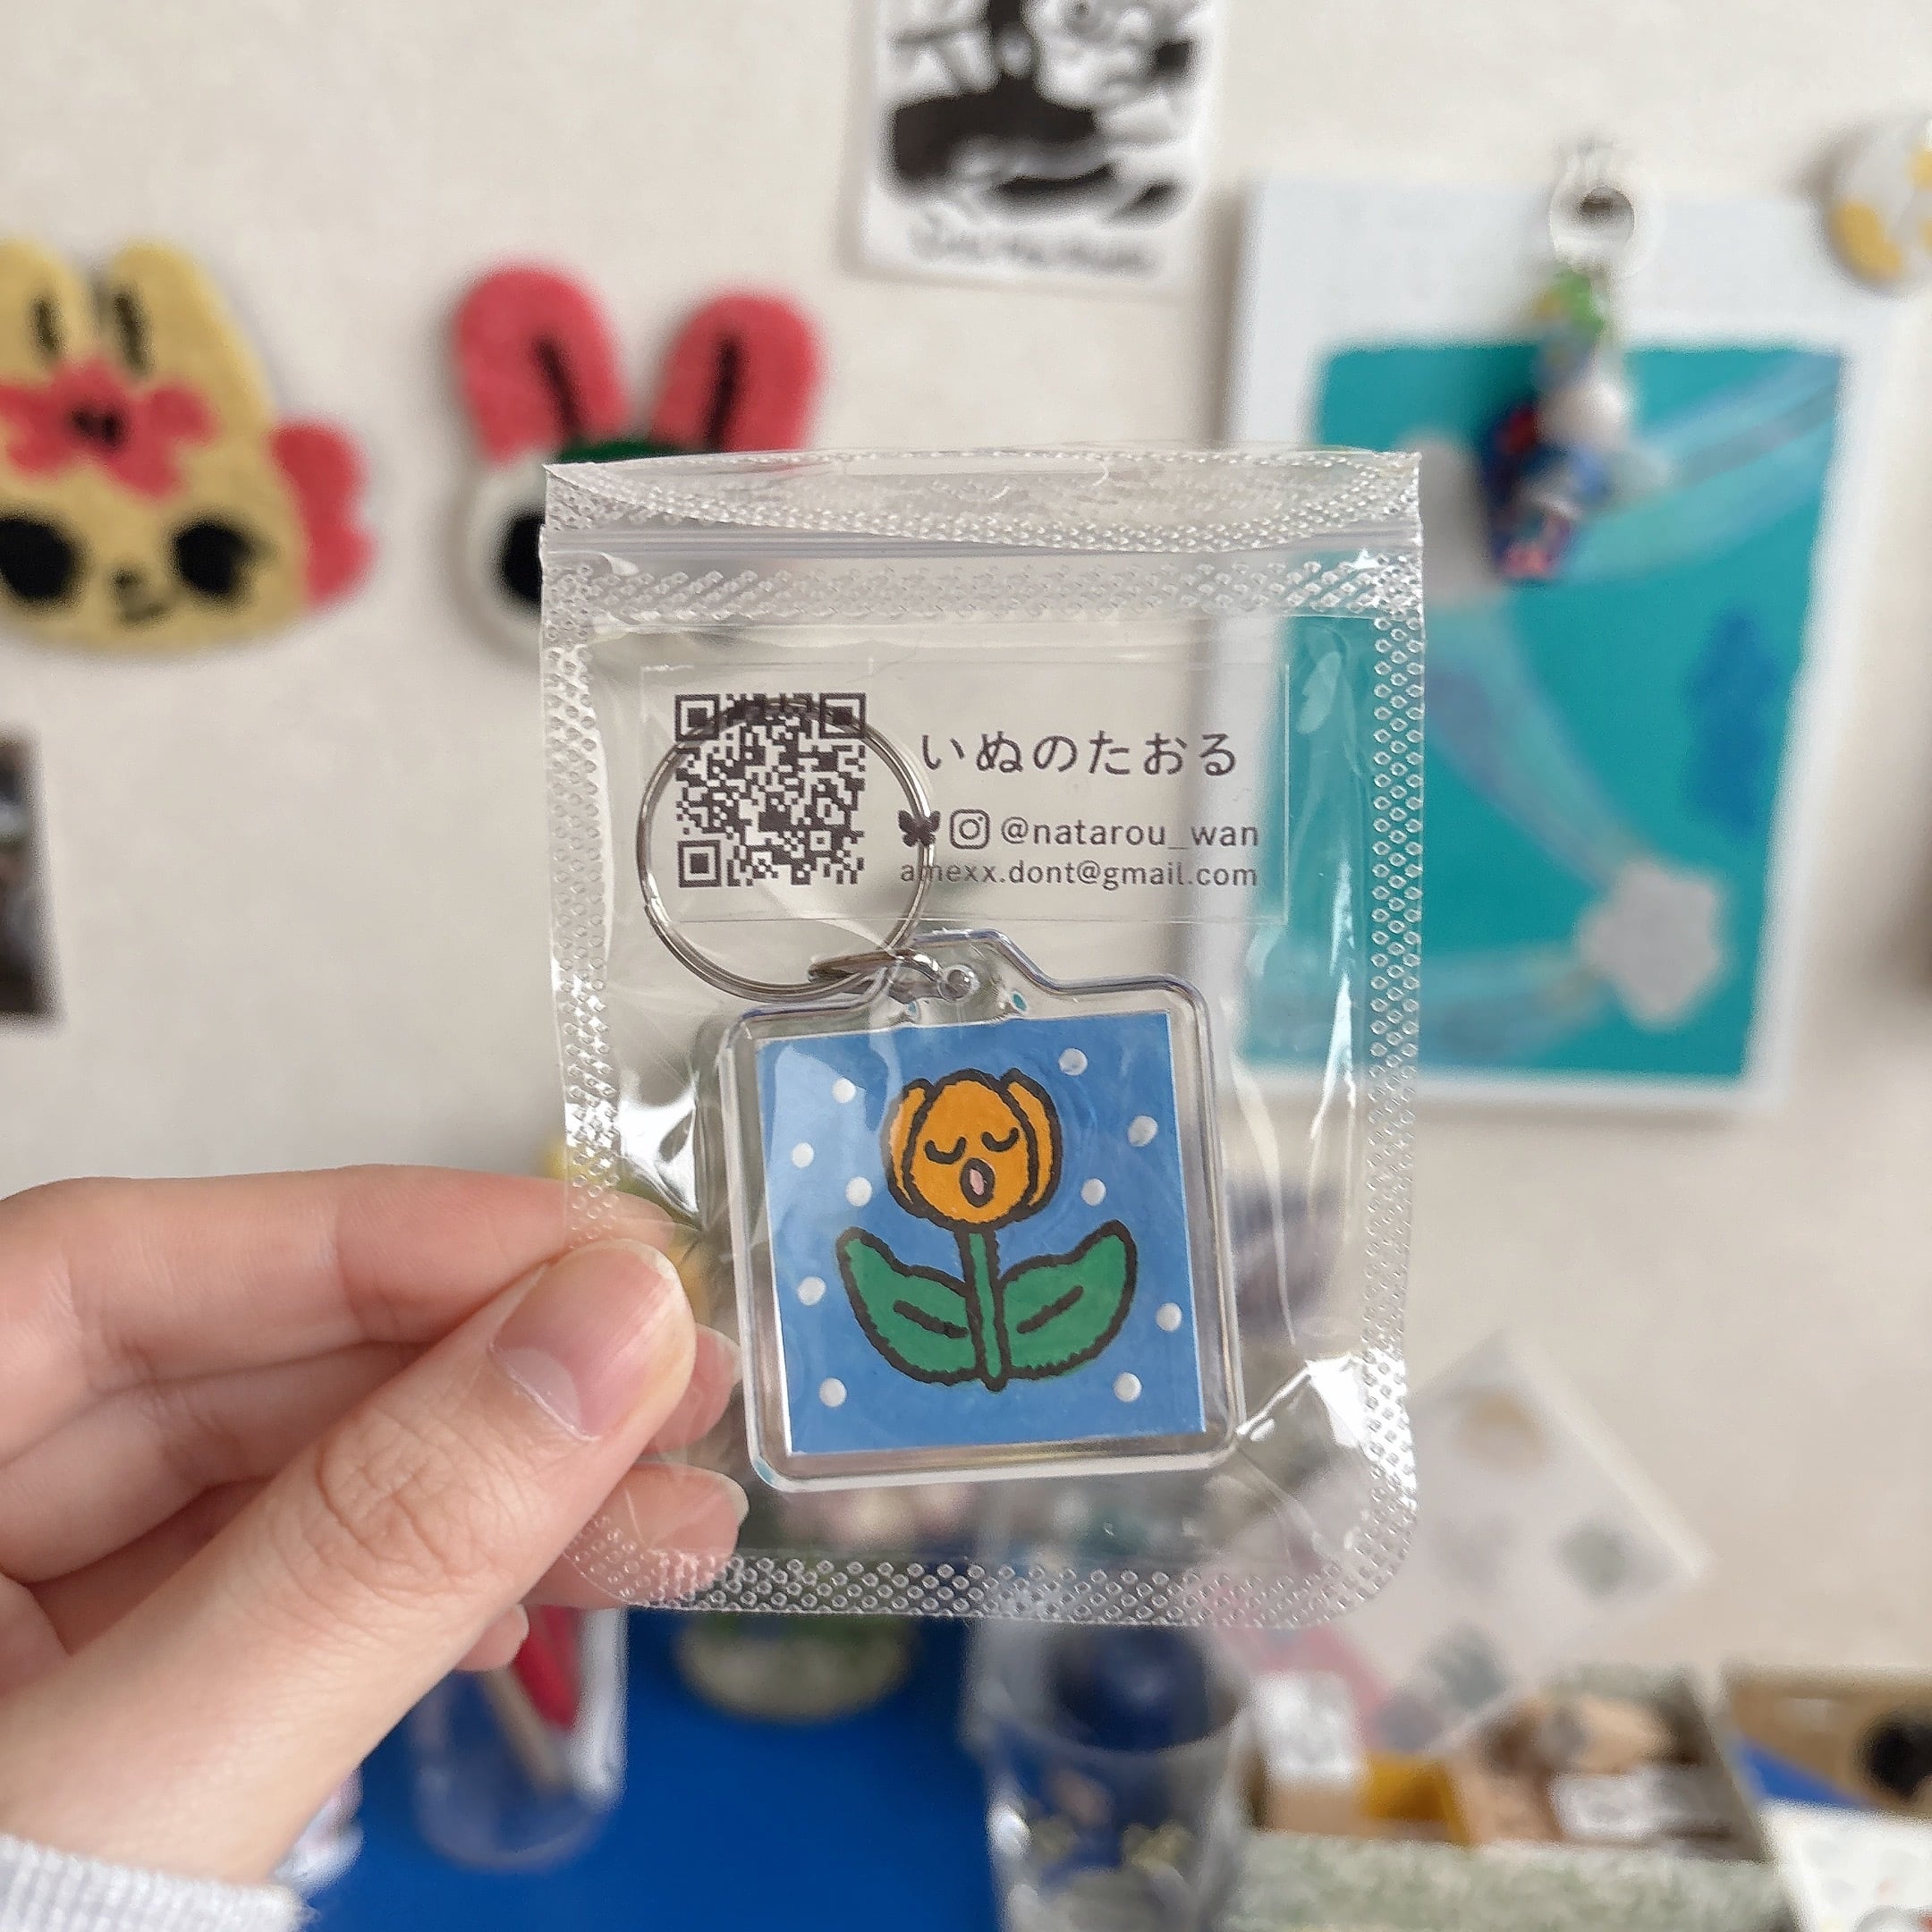 いぬのたおる
@natarou_wan
amexx.dont@gmail.com